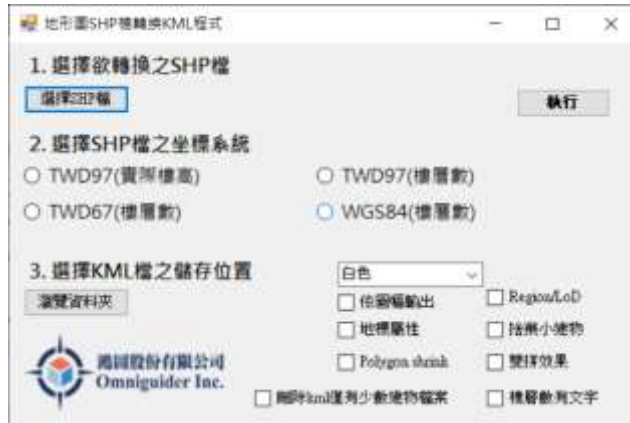 地形圖SHP檔轉換KML程式
1. 選擇欲轉換之SHP檔
選擇SHP檔
執行
2. 選擇SHP檔之坐標系統
TWD97(實際樓高)
TWD97(樓層數)
TWD67(樓層數)
WGS84(樓層數)
3. 選擇KML檔之儲存位置
白色
瀏覽資料夾
依圖幅輸出
Region/LoD
地標屬性
捨棄小建物
鴻圖股份有限公司
Omniguider Inc.
Polygon shrink
雙排效果
刪除kml僅有少數建物檔案
樓層數為文字